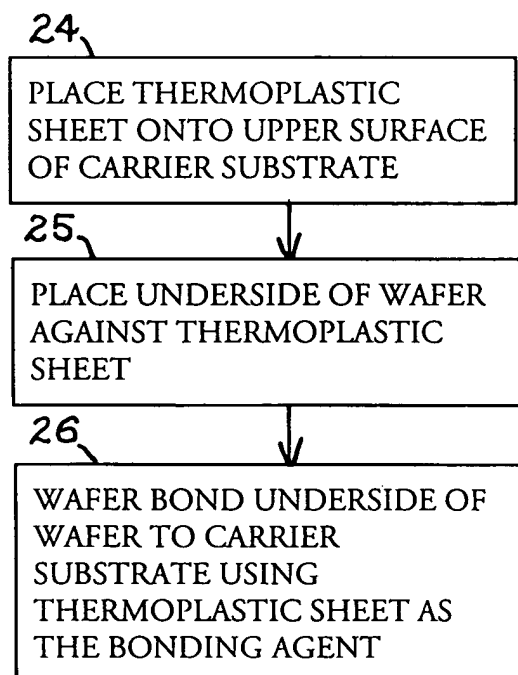 24
PLACE THERMOPLASTIC
SHEET ONTO UPPER SURFACE
OF CARRIER SUBSTRATE
25
PLACE UNDERSIDE OF WAFER
AGAINST THERMOPLASTIC
SHEET
26
WAFER BOND UNDERSIDE OF
WAFER TO CARRIER
SUBSTRATE USING
THERMOPLASTIC SHEET AS
THE BONDING AGENT